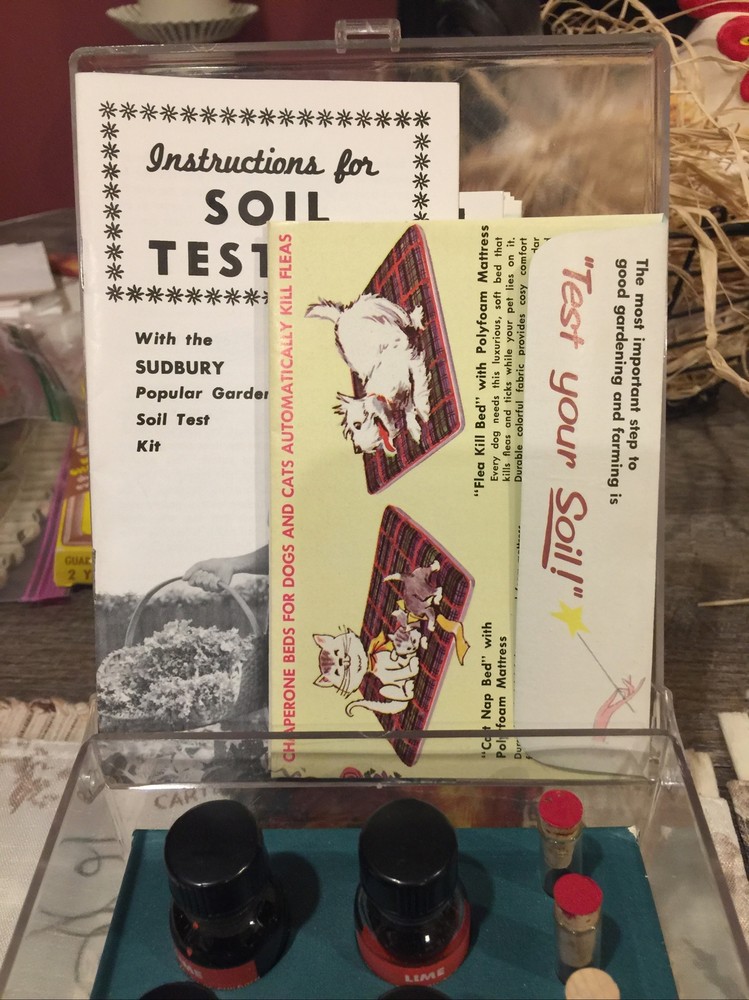 Instructions for
SOIL
TEST
With the
SUDBURY
Popular Garden
Soil Test
Kit
CHAPERONE BEDS FOR DOGS AND CATS AUTOMATICALLY KILL FLEAS
"Flea Kill Bed" with Polyfoam Mattress
Every dog needs this luxurious, soft bed that
kills fleas and ticks while your pet lies on it.
Durable colorful fabric provides cosy comfort
"Cat Nap Bed" with
Polyfoam Mattress
The most important step to
good gardening and farming is
"Test your Soil!"
GUA
2 Y
LIME